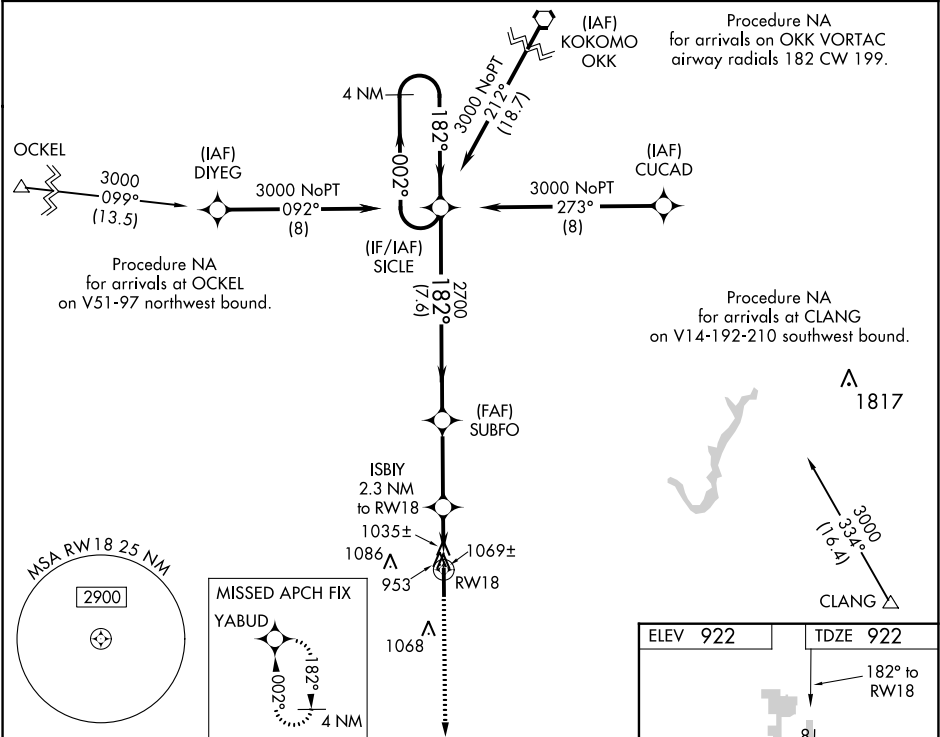 (IAF)
KOKOMO
OKK
Procedure NA
for arrivals on OKK VORTAC
airway radials 182 CW 199.
3000 NoPT
212°
(18.7)
4 NM
182°
002°
OCKEL
3000
099°
(13.5)
(IAF)
DIYEG
3000 NoPT
092°
(8)
(IAF)
CUCAD
3000 NoPT
273°
(8)
(IF/IAF)
SICLE
Procedure NA
for arrivals at OCKEL
on V51-97 northwest bound.
2700
182°
(7.6)
Procedure NA
for arrivals at CLANG
on V14-192-210 southwest bound.
1817
(FAF)
SUBFO
ISBIY
2.3 NM
to RW18
1035±
1086
1069±
953
RW18
1068
3000
334°
(16.4)
CLANG
MSA RW18 25 NM
2900
MISSED APCH FIX
YABUD
182°
002°
4 NM
ELEV 922
TDZE 922
182° to
RW18